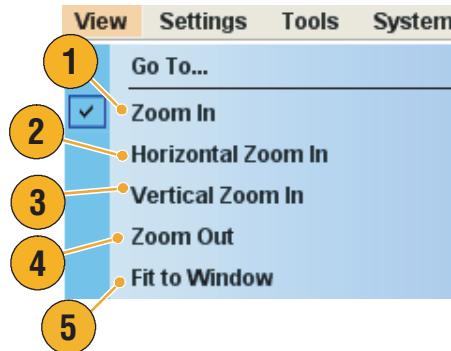 View Settings Tools System
Go To...
1 Zoom In
2 Horizontal Zoom In
3 Vertical Zoom In
4 Zoom Out
5 Fit to Window